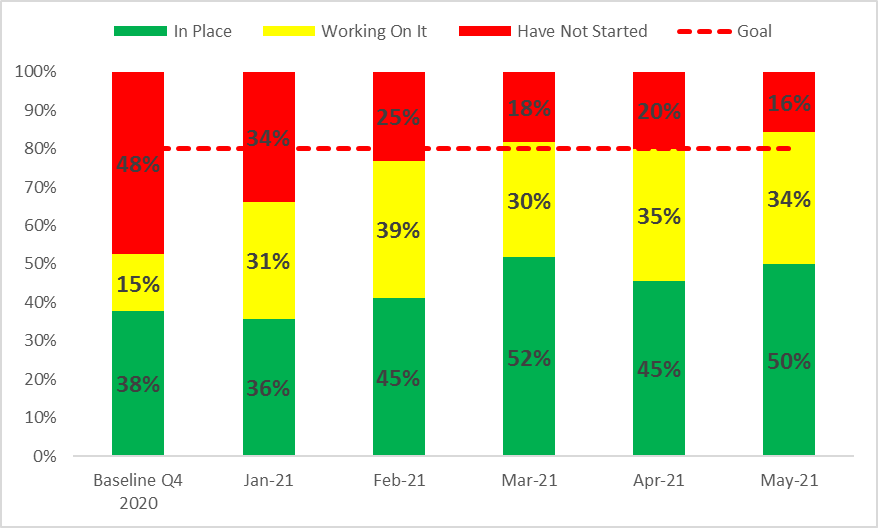 In Place Working On It Have Not Started Goal
100%
90%
80%
70%
60%
50%
40%
30%
20%
10%
0%
48% 34% 25% 18% 20% 16%
15% 31% 39% 30% 35% 34%
38% 36% 45% 52% 45% 50%
Baseline Q4 Jan-21 Feb-21 Mar-21 Apr-21 May-21
2020